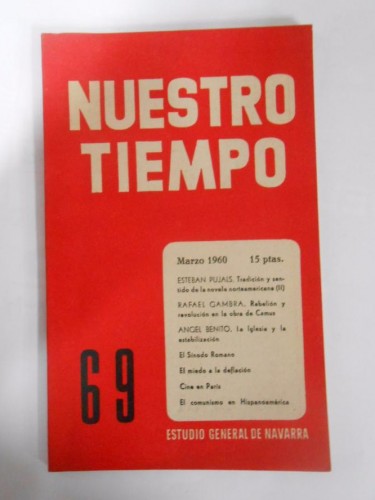 NUESTRO
TIEMPO
Marzo 1960 15 ptas.
ESTEBAN PUJALS. Tradición y sen-
tido de la novela norteamericana (II)
RAFAEL GAMBRA. Rebelión y
revolución en la obra de Camus
ANGEL BENITO. La Iglesia y la
estabilización
El Sínodo Romano
El miedo a la deflación
Cine en París
El comunismo en Hispanoamérica
69
ESTUDIO GENERAL DE NAVARRA